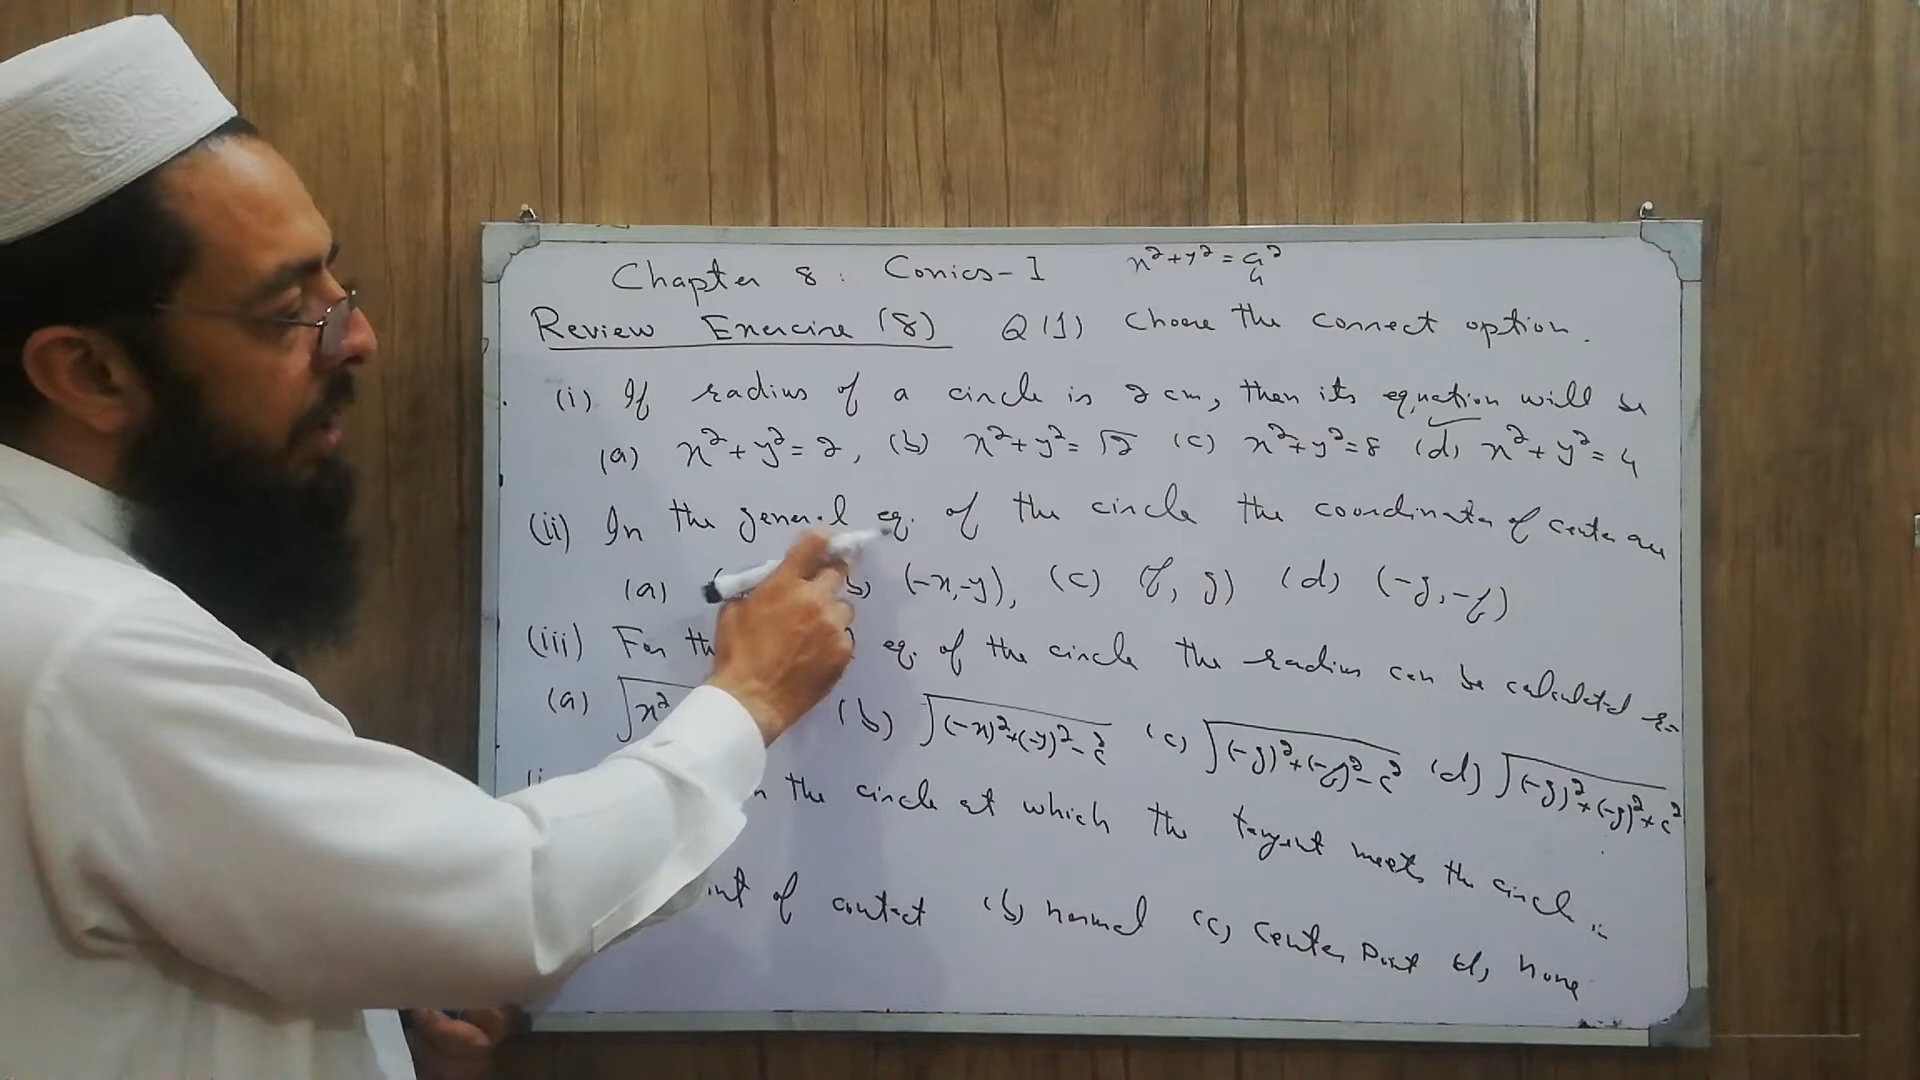 Chapter 8: Conics-I x²+y²=a²
4
Review Exercise (8) Q(1) Choose the correct option.
(i) If radius of a circle is 2 cm, then its equation will be
(a) x²+y²=2, (b) x²+y²=√2 (c) x²+y²=8 (d) x²+y²=4
(ii) In the general eq. of the circle the coordinates of center are
(a) (b) (-x,-y), (c) (f, g) (d) (-g,-f)
(iii) For the eq. of the circle the radius can be calculated
(a) √x² (b) √(-x)²+(-y)²-c² (c) √(-g)²+(-f)²-c² (d) √(-g)²+(-g)²+c²
the circle at which the tangent meets the circle is
of contact (b) normal (c) Center Point (d) none